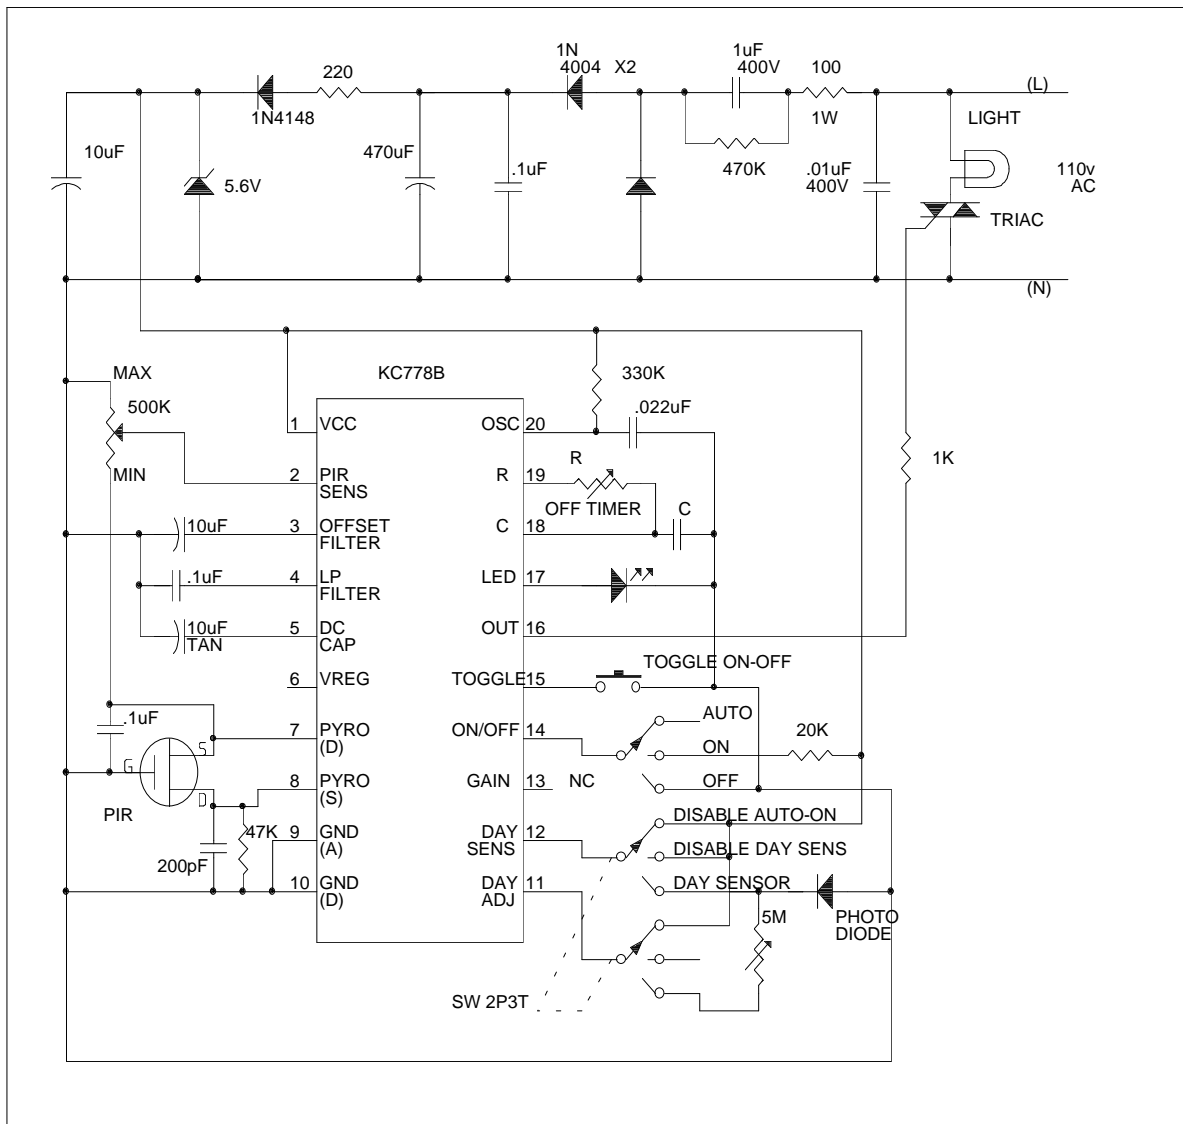 1N
4004 X2
1uF
400V
100
220
(L)
1N4148
1W
LIGHT
10uF
470uF
.1uF
470K
.01uF
400V
110v
AC
5.6V
TRIAC
(N)
MAX
KC778B
330K
500K
.022uF
1 VCC
OSC 20
MIN
2 PIR
SENS
R 19
R
1K
OFF TIMER
C
10uF
3 OFFSET
FILTER
C 18
.1uF
4 LP
FILTER
LED 17
10uF
TAN
5 DC
CAP
OUT 16
TOGGLE ON-OFF
6 VREG
TOGGLE 15
AUTO
.1uF
7 PYRO
(D)
ON/OFF 14
ON
20K
S
G
D
PIR
8 PYRO
(S)
GAIN 13 NC
OFF
47K
200pF
9 GND
(A)
DAY
SENS 12
DISABLE AUTO-ON
DISABLE DAY SENS
10 GND
(D)
DAY
ADJ 11
DAY SENSOR
5M
PHOTO
DIODE
SW 2P3T